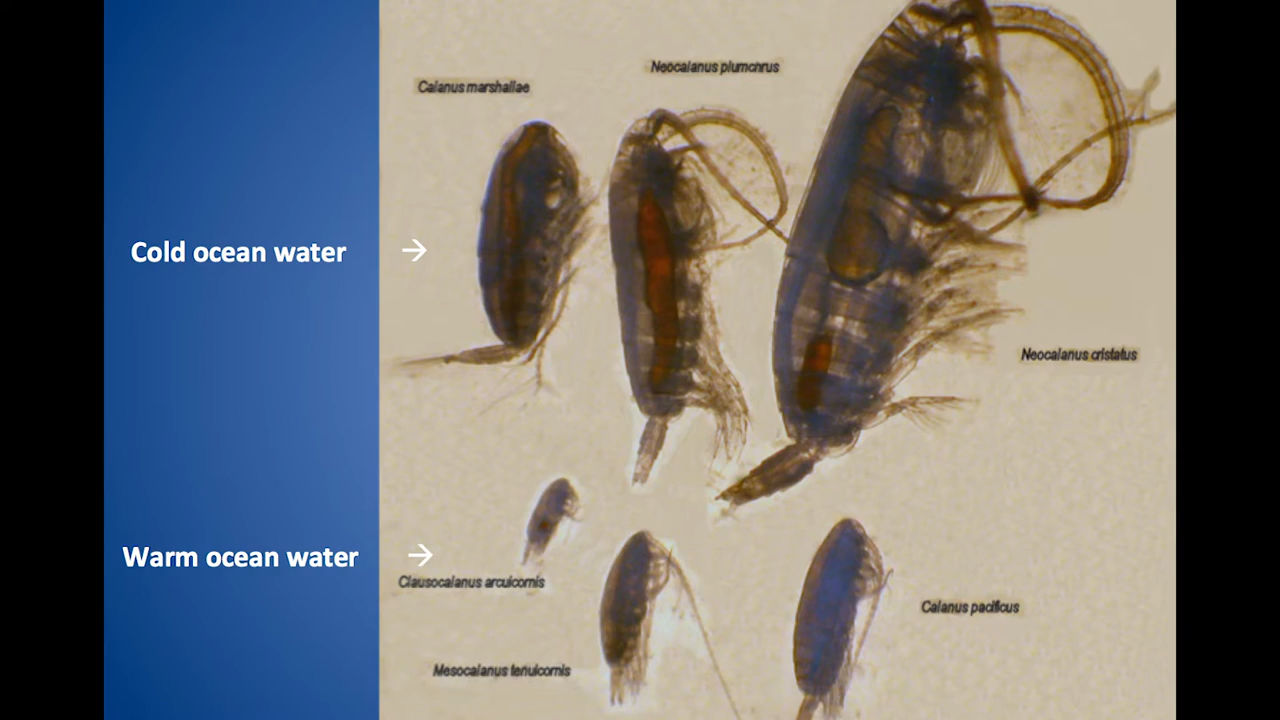 Neocalanus plumchrus
Calanus marshallae
Cold ocean water →
Neocalanus cristatus
Warm ocean water →
Clausocalanus arcuicornis
Calanus pacificus
Mesocalanus tenuicornis